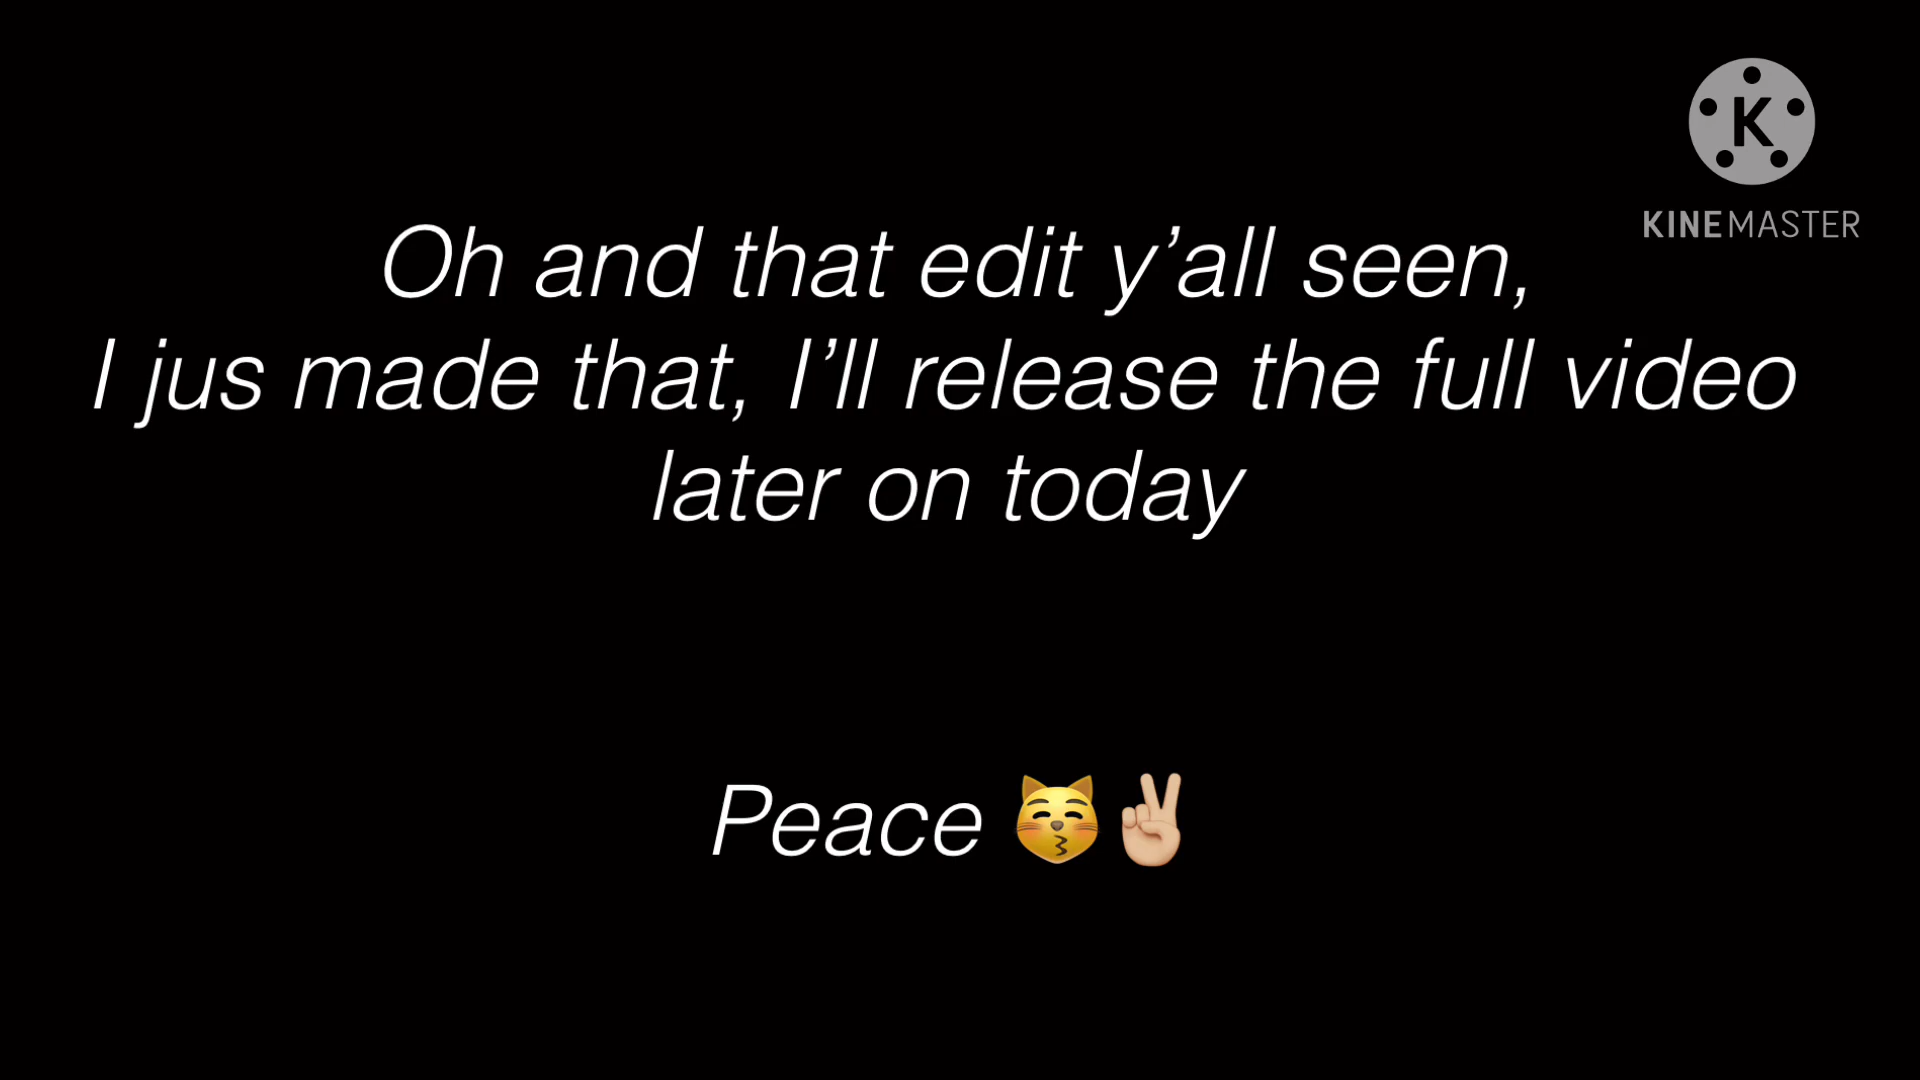 K
KINEMASTER
Oh and that edit y’all seen,
I jus made that, I’ll release the full video
later on today
Peace 😽✌🏼